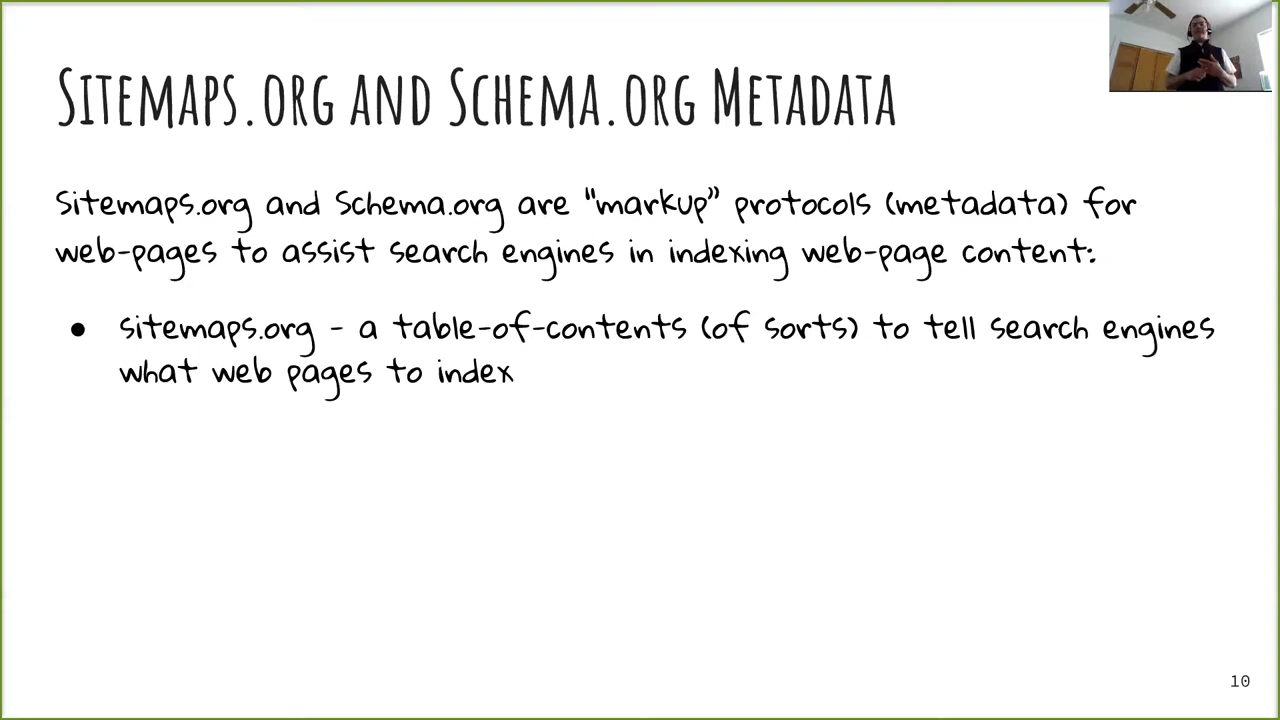 Sitemaps.org and Schema.org Metadata
Sitemaps.org and Schema.org are "markup" protocols (metadata) for
web-pages to assist search engines in indexing web-page content:
● sitemaps.org - a table-of-contents (of sorts) to tell search engines
what web pages to index
10